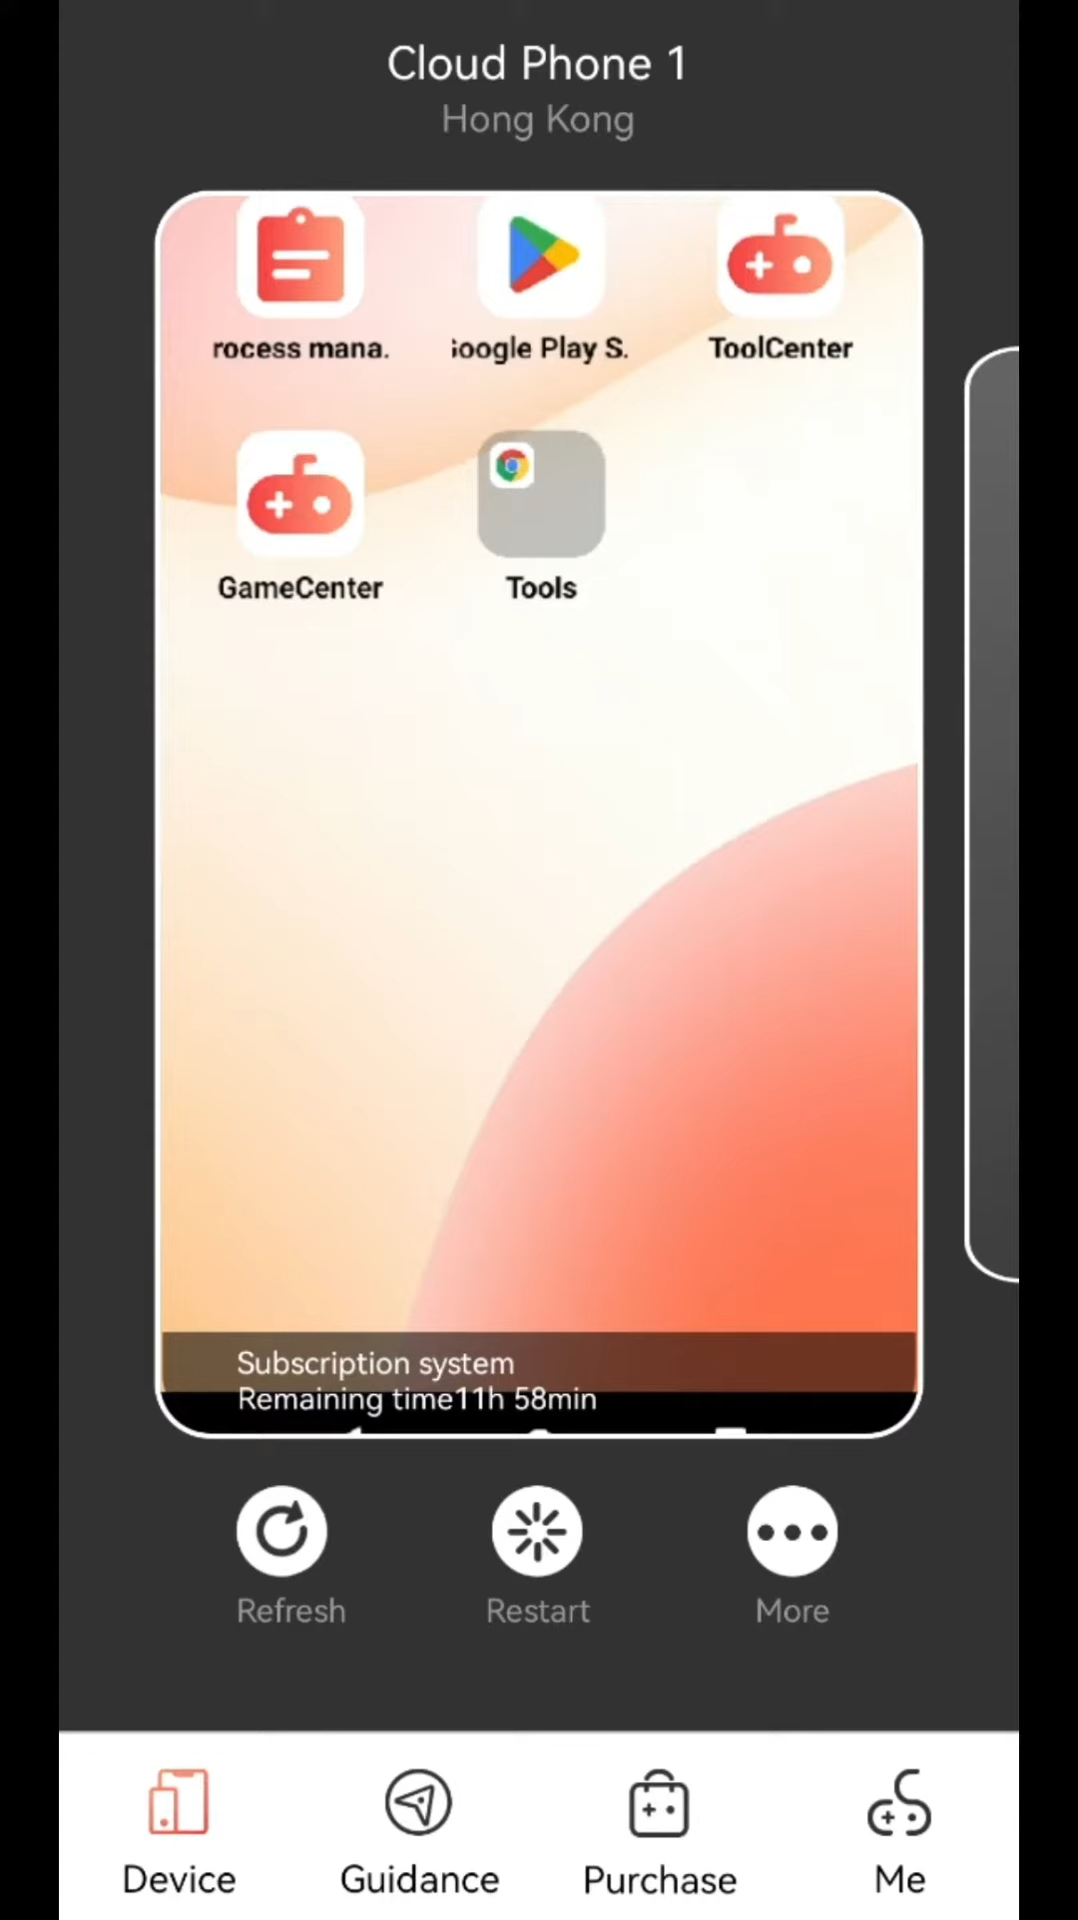 Cloud Phone 1
Hong Kong
rocess mana.
oogle Play S.
ToolCenter
GameCenter
Tools
Subscription system
Remaining time11h 58min
Refresh
Restart
More
Device
Guidance
Purchase
Me